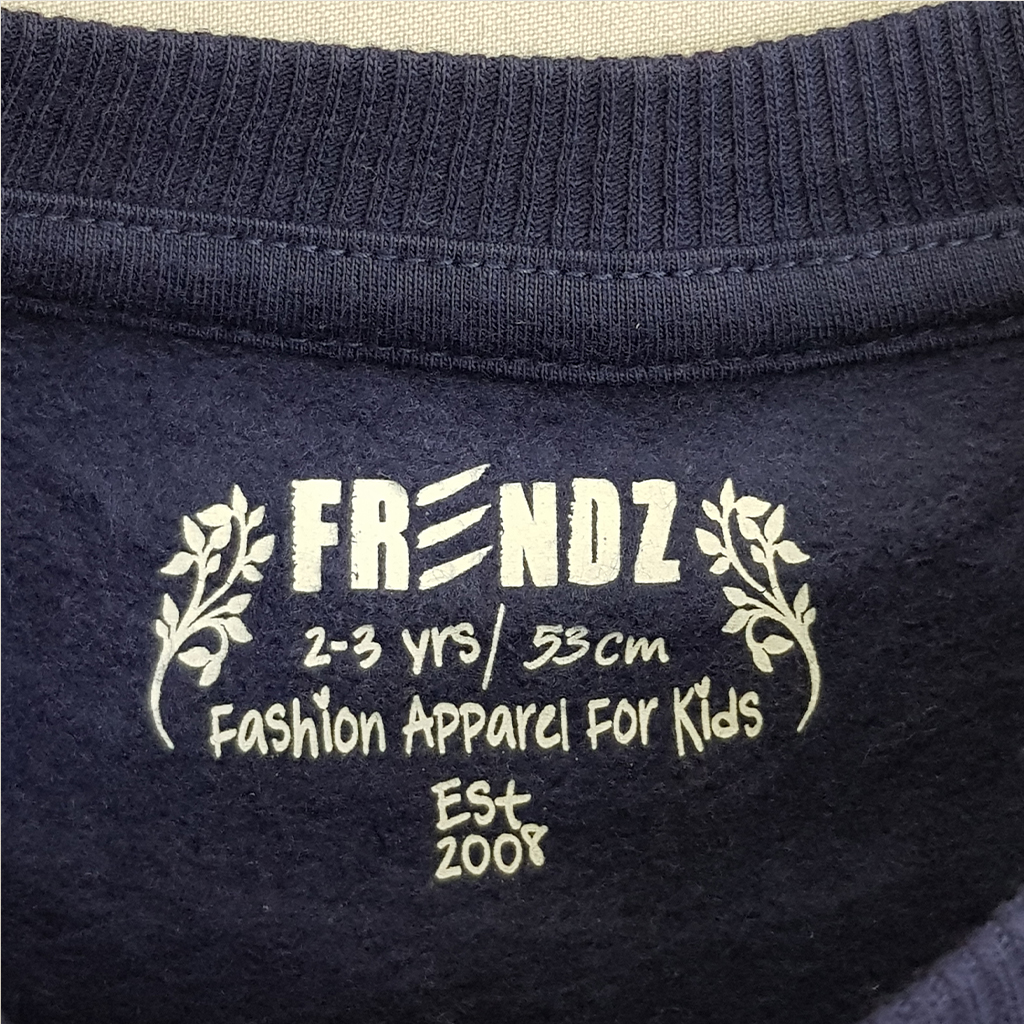 FRENDZ
2-3 yrs/ 53cm
Fashion Apparel For Kids
Est
2008